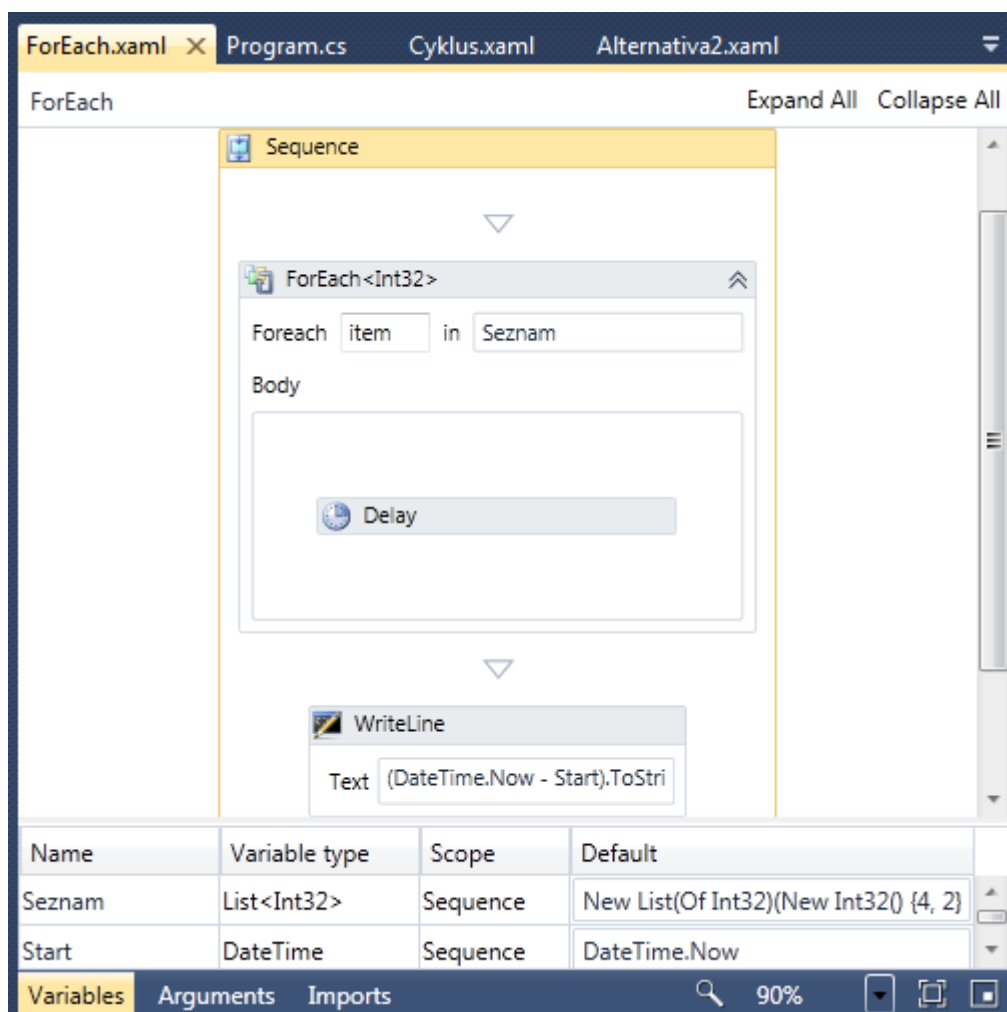 ForEach.xaml Program.cs Cyklus.xaml Alternativa2.xaml
ForEach Expand All Collapse All
Sequence
ForEach<Int32>
Foreach item in Seznam
Body
Delay
WriteLine
Text (DateTime.Now - Start).ToStri
Name Variable type Scope Default
Seznam List<Int32> Sequence New List(Of Int32)(New Int32() {4, 2}
Start DateTime Sequence DateTime.Now
Variables Arguments Imports 90%